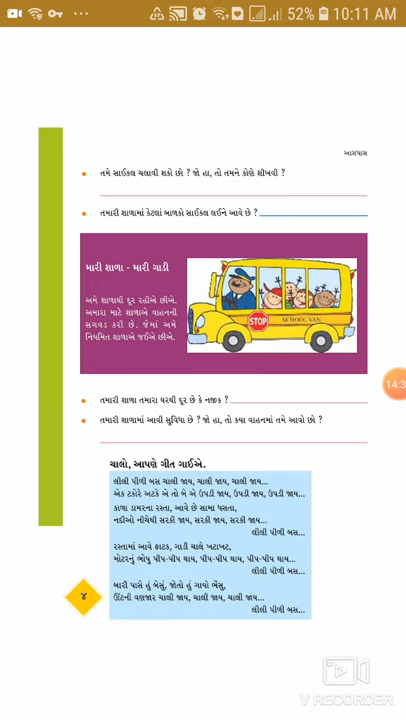 52% 10:11 AM
આસપાસ
તમે સાઈકલ ચલાવી શકો છો ? જો હા, તો તમને કોણે શીખવી ?
તમારી શાળામાં કેટલાં બાળકો સાઈકલ લઈને આવે છે ?
મારી શાળા - મારી ગાડી
અમે શાળાથી દૂર રહીએ છીએ.
અમારા માટે શાળાએ વાહનની
સગવડ કરી છે. જેમાં અમે
નિયમિત શાળાએ જઈએ છીએ.
STOP
SCHOOL VAN
14:3
તમારી શાળા તમારા ઘરથી દૂર છે કે નજીક ?
તમારી શાળામાં આવી સુવિધા છે ? જો હા, તો કયા વાહનમાં તમે આવો છો ?
ચાલો, આપણે ગીત ગાઈએ.
લીલી પીળી બસ ચાલી જાય, ચાલી જાય, ચાલી જાય...
એક ટકોરે અટકે એ તો બે એ ઉપડી જાય, ઉપડી જાય, ઉપડી જાય...
કાળા ડામરના રસ્તા, આવે છે સામા ધસતા,
નદીઓ નીચેથી સરકી જાય, સરકી જાય, સરકી જાય...
લીલી પીળી બસ...
રસ્તામાં આવે ફાટક, ગાડી ચાલે ખટાખટ,
મોટરનું ભોંપુ પીપ-પીપ થાય, પીપ-પીપ થાય, પીપ-પીપ થાય...
લીલી પીળી બસ...
બારી પાસે હું બેસું, જોતો હું ગાયો ભેંસુ,
ઊંટની વણજાર ચાલી જાય, ચાલી જાય, ચાલી જાય...
લીલી પીળી બસ...
૪
V RECORDER